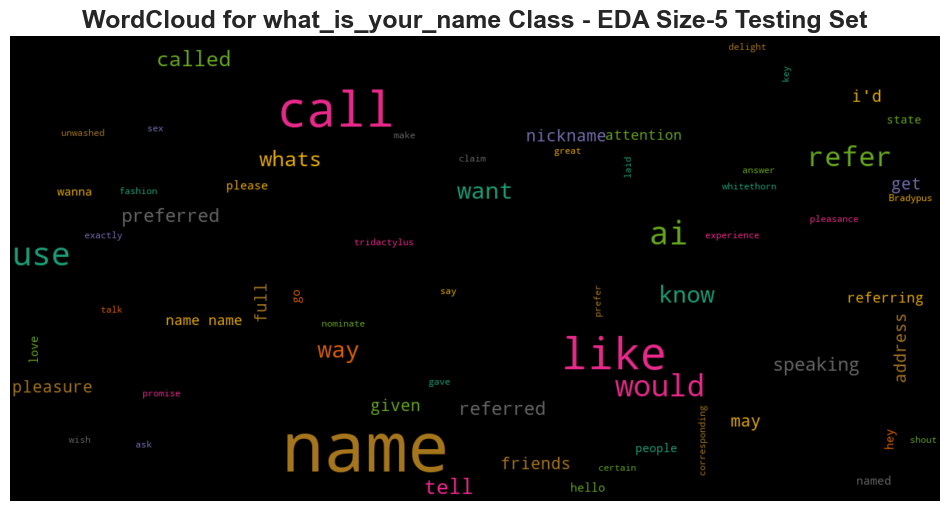 WordCloud for what_is_your_name Class - EDA Size-5 Testing Set
delight
called
key
call
i'd
state
unwashed
sex
make
nickname
attention
whats
claim
great
laid
refer
answer
wanna
fashion
please
want
whitethorn
get
Bradypus
preferred
pleasance
exactly
tridactylus
ai
experience
use
full
go
say
prefer
know
referring
talk
name name
nominate
love
way
like
address
speaking
pleasure
promise
gave
would
given
referred
corresponding
may
wish
ask
name
friends
certain
people
hey
shout
tell
hello
named